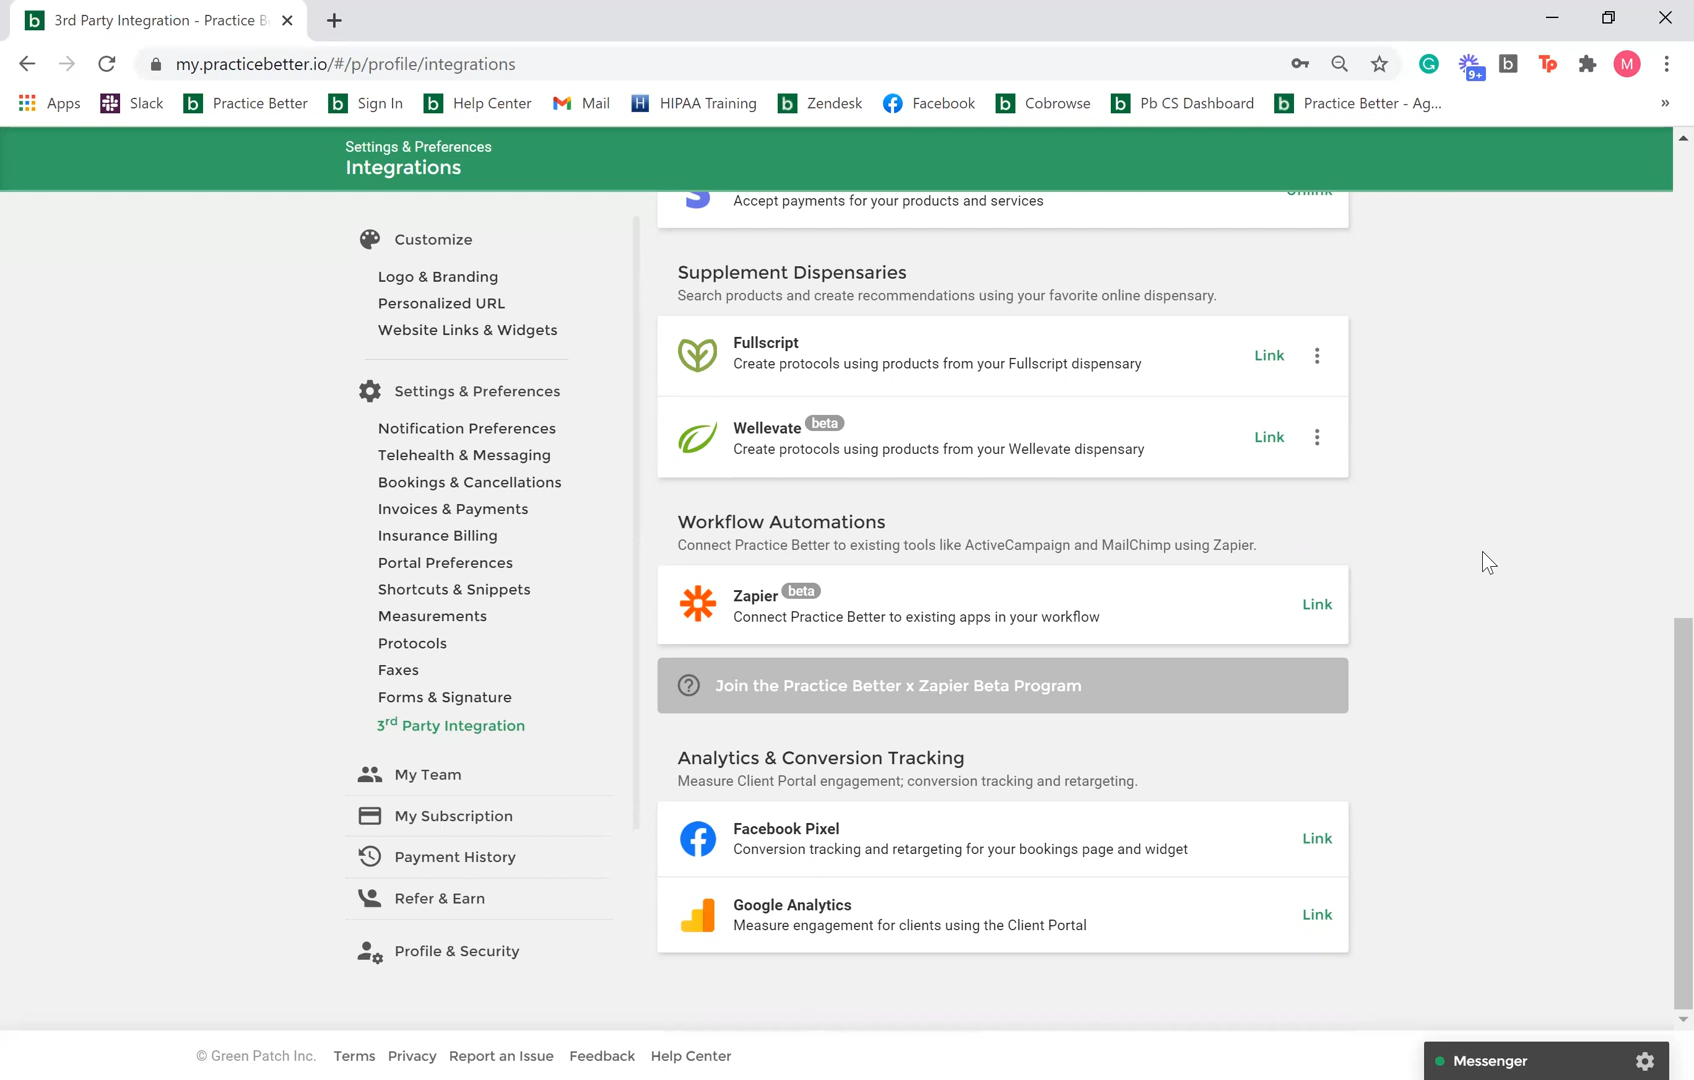 3rd Party Integration - Practice B
my.practicebetter.io/#/p/profile/integrations
9+
b
Tp
M
Apps
Slack
Practice Better
Sign In
Help Center
Mail
HIPAA Training
Zendesk
Facebook
Cobrowse
Pb CS Dashboard
Practice Better - Ag...
»
Settings & Preferences
Integrations
Customize
Logo & Branding
Personalized URL
Website Links & Widgets
Settings & Preferences
Notification Preferences
Telehealth & Messaging
Bookings & Cancellations
Invoices & Payments
Insurance Billing
Portal Preferences
Shortcuts & Snippets
Measurements
Protocols
Faxes
Forms & Signature
3rd Party Integration
My Team
My Subscription
Payment History
Refer & Earn
Profile & Security
Accept payments for your products and services
Unlink
Supplement Dispensaries
Search products and create recommendations using your favorite online dispensary.
Fullscript
Create protocols using products from your Fullscript dispensary
Link
Wellevate beta
Create protocols using products from your Wellevate dispensary
Link
Workflow Automations
Connect Practice Better to existing tools like ActiveCampaign and MailChimp using Zapier.
Zapier beta
Connect Practice Better to existing apps in your workflow
Link
Join the Practice Better x Zapier Beta Program
Analytics & Conversion Tracking
Measure Client Portal engagement; conversion tracking and retargeting.
Facebook Pixel
Conversion tracking and retargeting for your bookings page and widget
Link
Google Analytics
Measure engagement for clients using the Client Portal
Link
© Green Patch Inc. Terms Privacy Report an Issue Feedback Help Center
Messenger